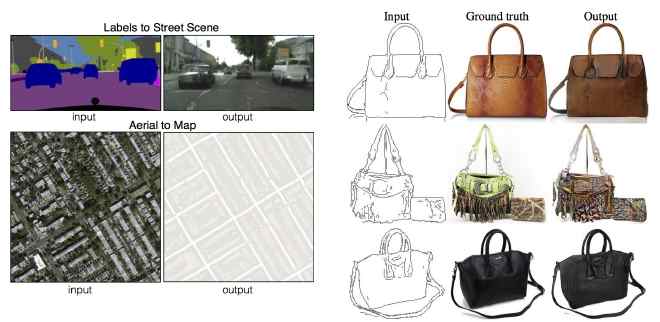 Labels to Street Scene
input output
Aerial to Map
input output
Input Ground truth Output